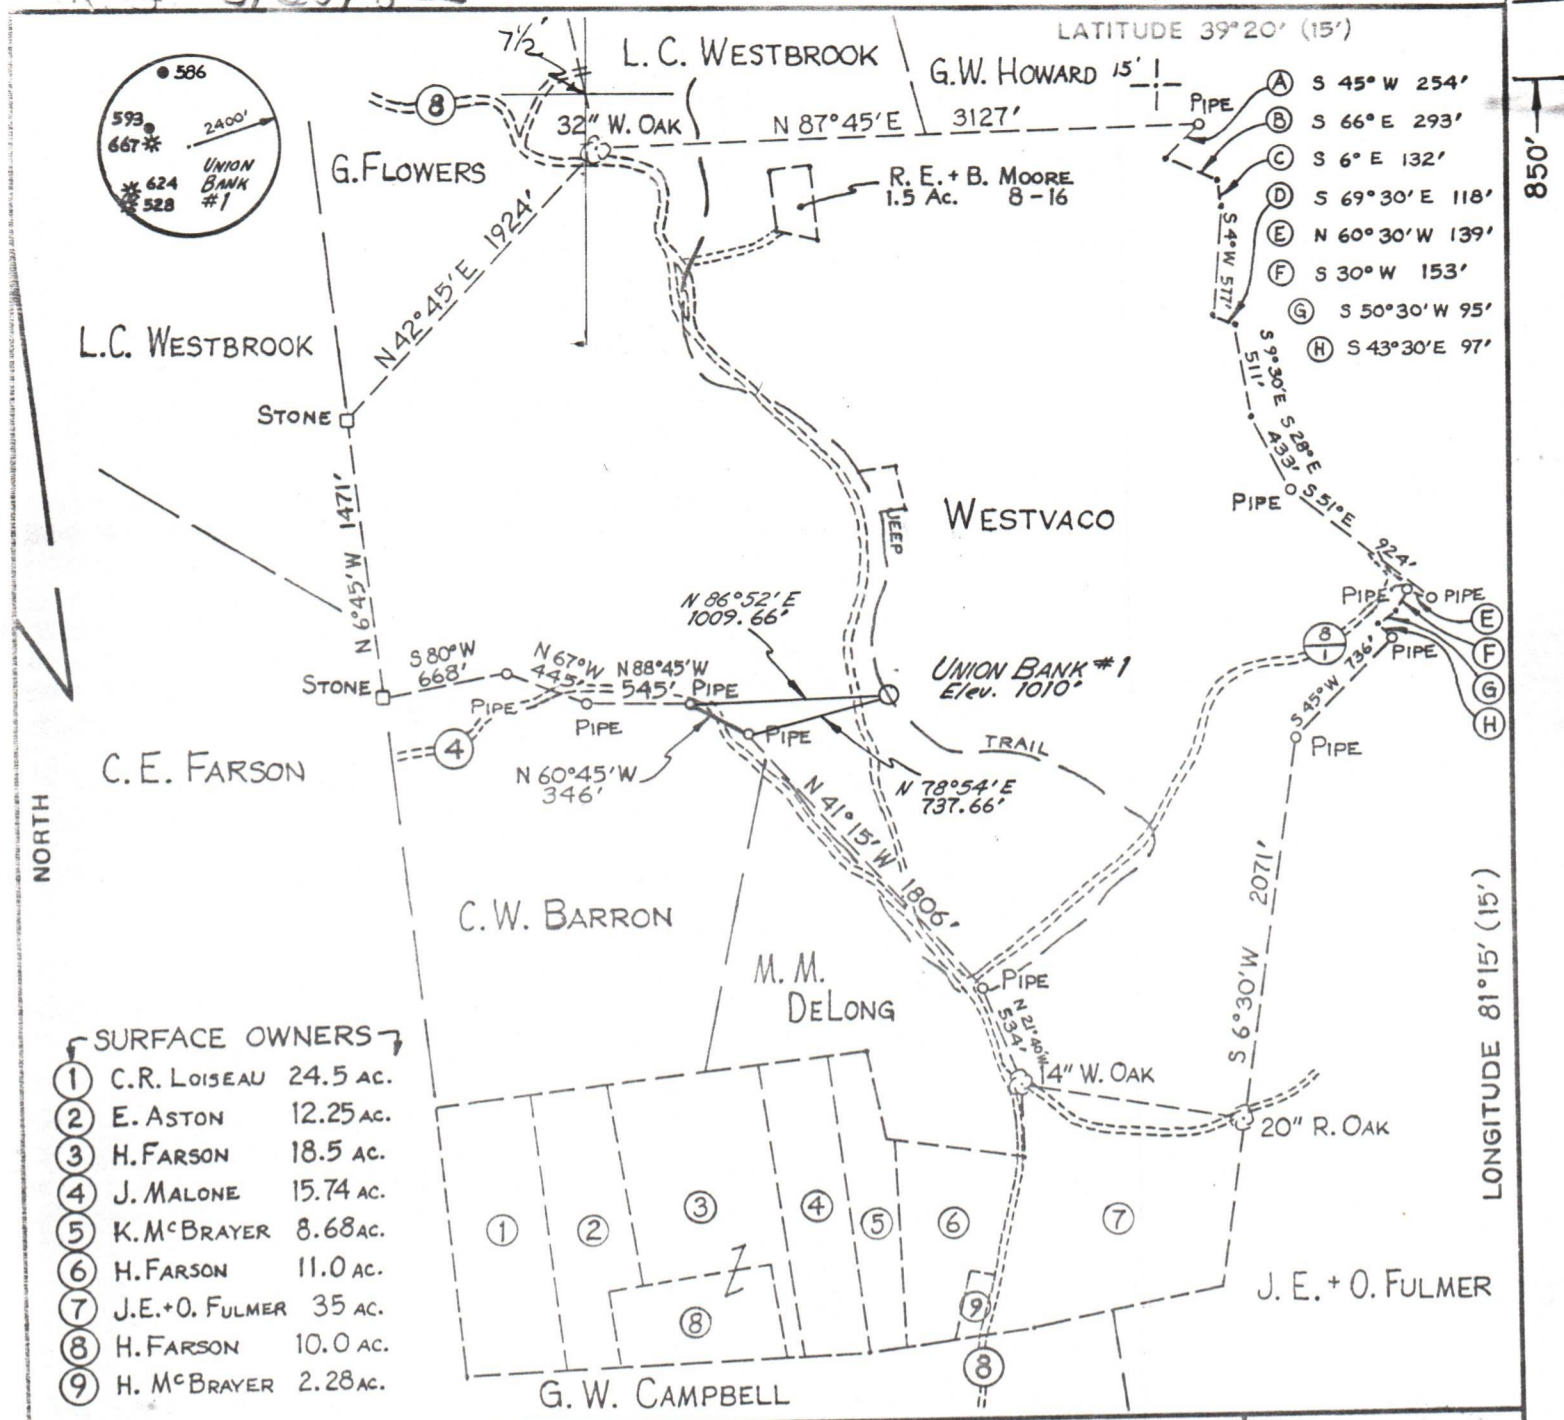 LATITUDE 39°20' (15')
7½'
L. C. WESTBROOK
G.W. HOWARD
15'
586
593
667
2400'
624
528
UNION
BANK
#1
8
32" W. OAK
N 87°45'E 3127'
PIPE
A S 45° W 254'
B S 66° E 293'
C S 6° E 132'
D S 69°30'E 118'
E N 60°30'W 139'
F S 30° W 153'
G S 50°30'W 95'
H S 43°30'E 97'
850'
G. FLOWERS
R. E. + B. MOORE
1.5 Ac. 8-16
N 42°45'E 1924'
S 4° W 577'
L.C. WESTBROOK
S 9°30'E
511'
STONE
S 28° E
433'
N 6°45'W 1471'
PIPE
S 51° E 924'
WESTVACO
JEEP
PIPE
PIPE
N 86°52'E
1009.66'
E
F
G
H
8
1
PIPE
736'
S 45° W
PIPE
S 80° W
668'
N 67° W
445'
N 88°45'W
545'
PIPE
UNION BANK #1
Elev. 1010'
STONE
PIPE
PIPE
PIPE
4
TRAIL
C. E. FARSON
N 60°45'W
346'
N 78°54'E
737.66'
NORTH
N 41°15'W 1806'
S 6°30'W 2071'
C. W. BARRON
M. M.
DELONG
PIPE
N 21°40'W
534'
LONGITUDE 81°15' (15')
14" W. OAK
20" R. OAK
SURFACE OWNERS
1 C.R. LOISEAU 24.5 AC.
2 E. ASTON 12.25 AC.
3 H. FARSON 18.5 AC.
4 J. MALONE 15.74 AC.
5 K. McBRAYER 8.68 AC.
6 H. FARSON 11.0 AC.
7 J.E.+O. FULMER 35 AC.
8 H. FARSON 10.0 AC.
9 H. McBRAYER 2.28 AC.
1
2
3
4
5
6
7
8
9
8
J. E. + O. FULMER
G. W. CAMPBELL